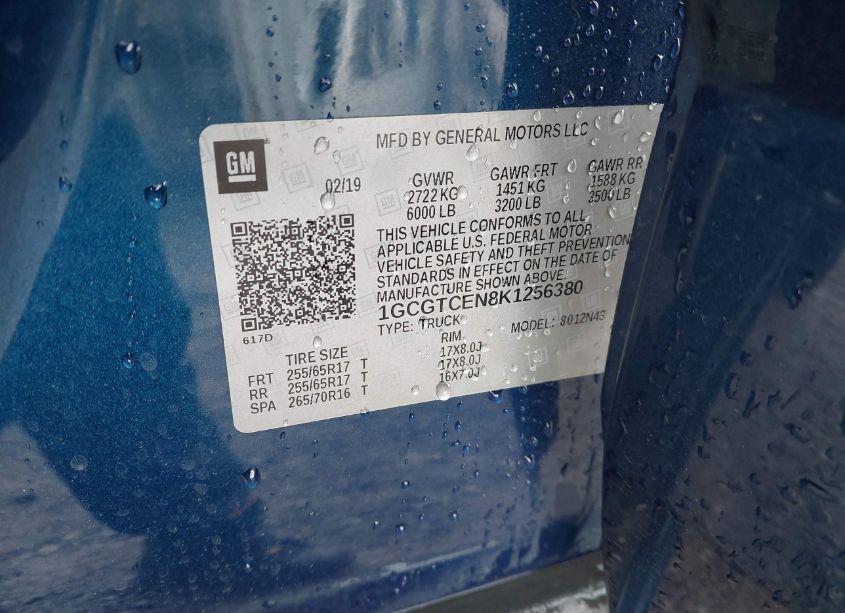 GM
MFD BY GENERAL MOTORS LLC
02/19
GVWR GAWR FRT GAWR RR
2722 KG 1451 KG 1588 KG
6000 LB 3200 LB 3500 LB
THIS VEHICLE CONFORMS TO ALL
APPLICABLE U.S. FEDERAL MOTOR
VEHICLE SAFETY AND THEFT PREVENTION
STANDARDS IN EFFECT ON THE DATE OF
MANUFACTURE SHOWN ABOVE.
1GCGTCEN8K1256380
TYPE: TRUCK MODEL: 8012N43
617D
TIRE SIZE RIM
FRT 255/65R17 T 17X8.0J
RR 255/65R17 T 17X8.0J
SPA 265/70R16 T 16X7.0J